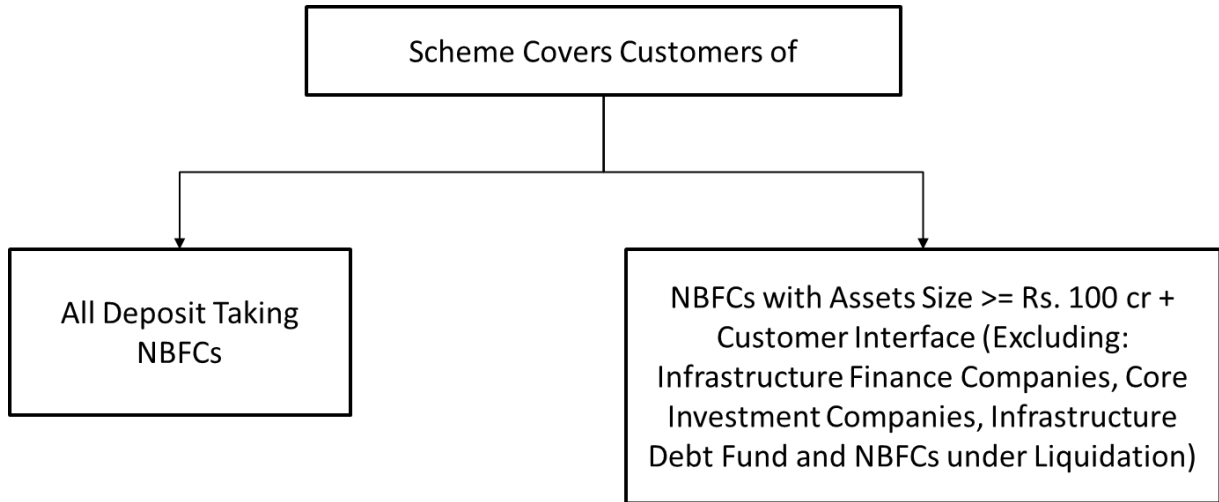 Scheme Covers Customers of
All Deposit Taking
NBFCs
NBFCs with Assets Size >= Rs. 100 cr +
Customer Interface (Excluding:
Infrastructure Finance Companies, Core
Investment Companies, Infrastructure
Debt Fund and NBFCs under Liquidation)